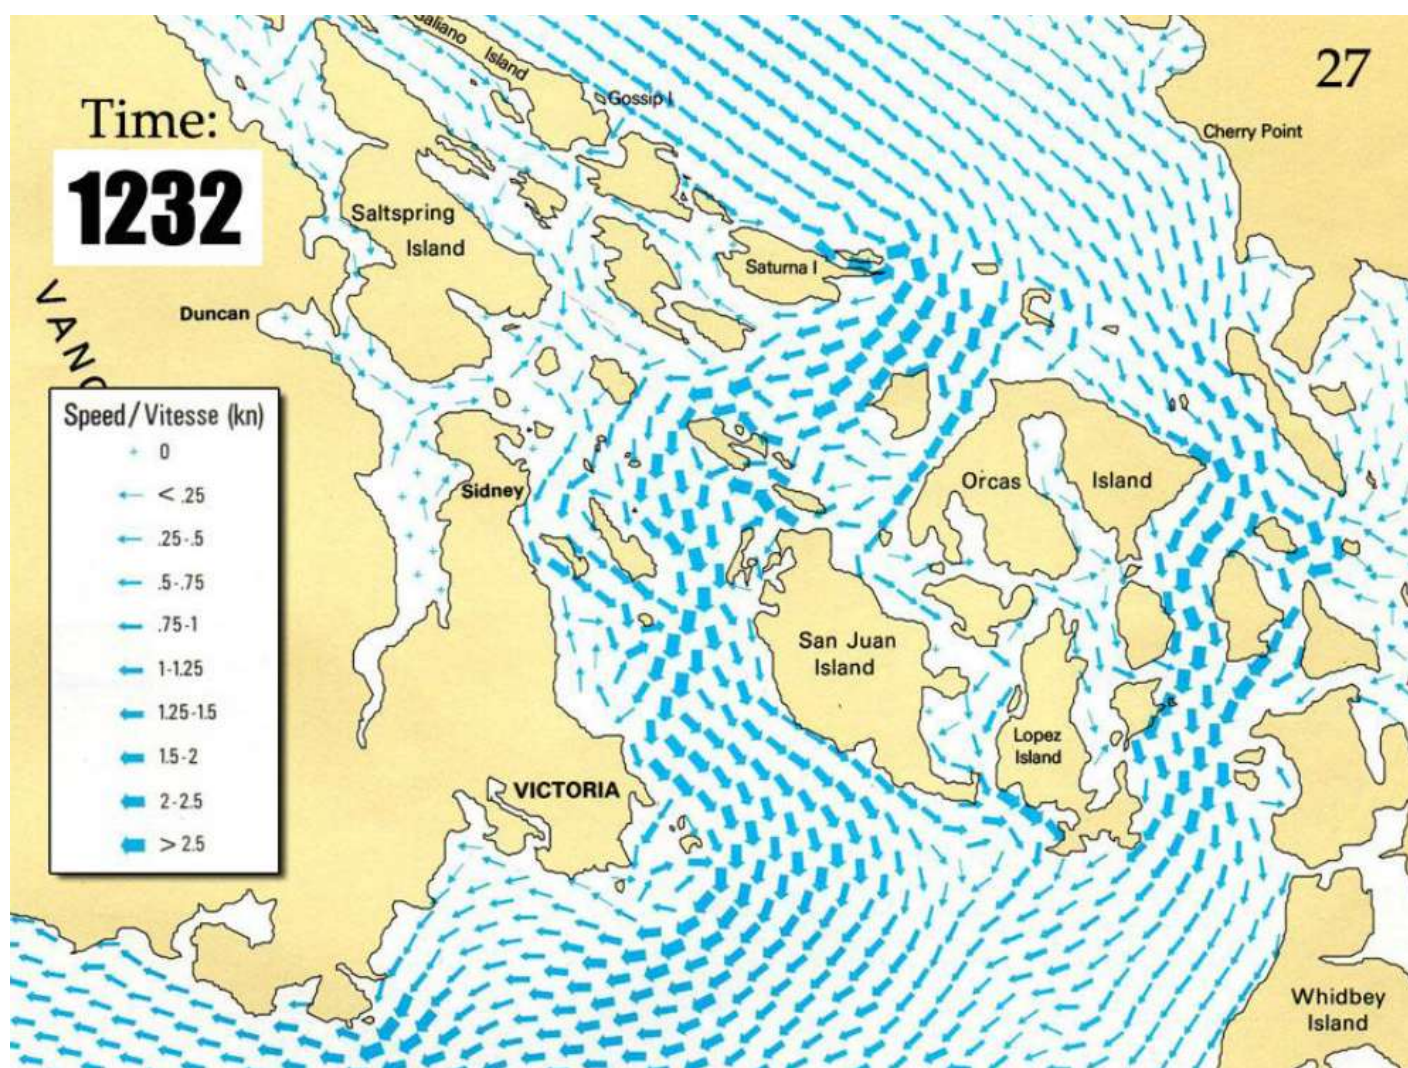 Galiano
Island
27
Gossip I
Time:
Cherry Point
1232
Saltspring
Island
Saturna I
Duncan
VANC
Speed/Vitesse (kn)
0
< .25
.25-.5
.5-.75
.75-1
1-1.25
1.25-1.5
1.5-2
2-2.5
> 2.5
Sidney
Orcas
Island
San Juan
Island
Lopez
Island
VICTORIA
Whidbey
Island